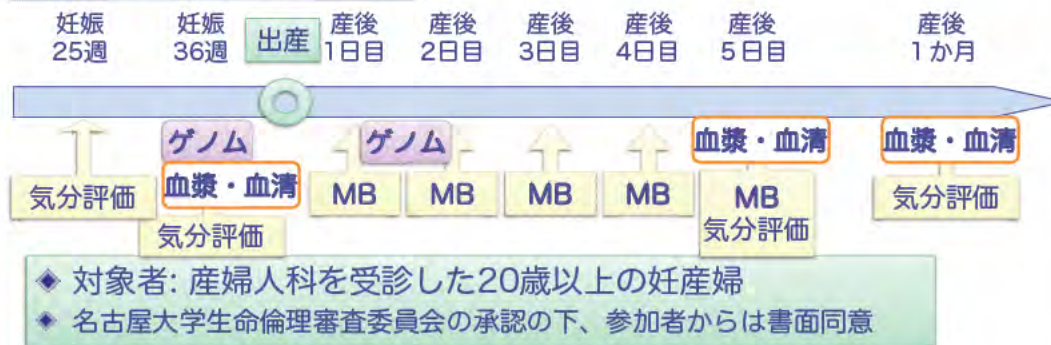 妊娠
25週
妊娠
36週
出産
産後
1日目
産後
2日目
産後
3日目
産後
4日目
産後
5日目
産後
1か月
ゲノム
ゲノム
血漿・血清
血漿・血清
気分評価
血漿・血清
MB
MB
MB
MB
MB
気分評価
気分評価
気分評価
◆ 対象者: 産婦人科を受診した20歳以上の妊産婦
◆ 名古屋大学生命倫理審査委員会の承認の下、参加者からは書面同意